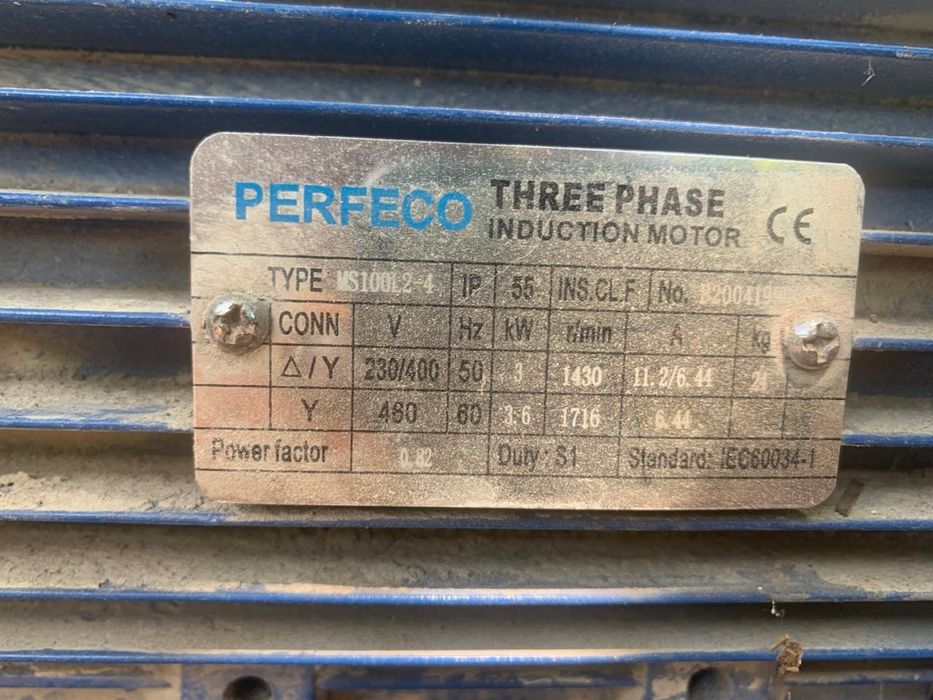 PERFECO THREE PHASE
INDUCTION MOTOR CE
TYPE MS100L2-4 IP 55 INS.CL.F No.
CONN V Hz kW r/min A kg
△/Y 230/400 50 3 1430 11.2/6.44 24
Y 460 60 3.6 1716 6.44
Power factor 0.82 Duty: S1 Standard: IEC60034-1